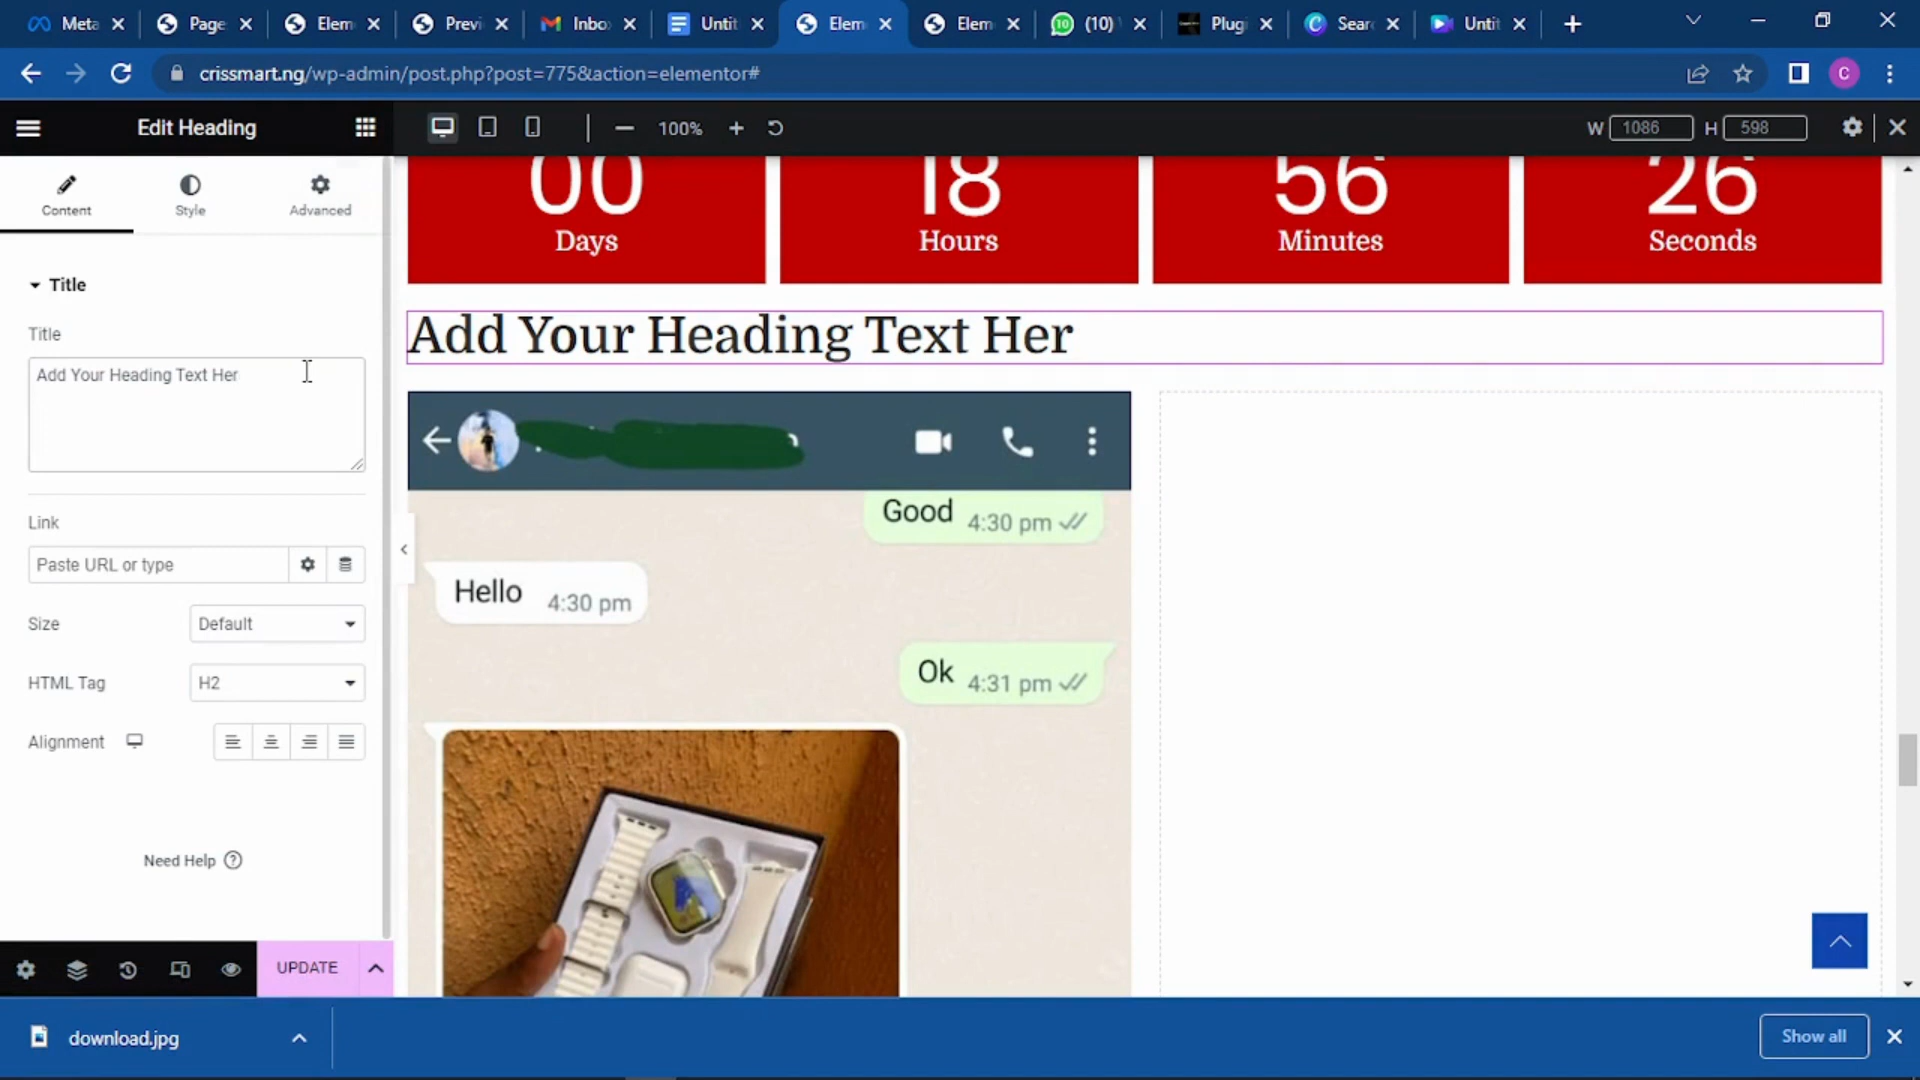 Meta
Page
Elem
Previ
Inbo
Untit
Elem
Elem
(10)
Plugi
Sear
Untit
crissmart.ng/wp-admin/post.php?post=775&action=elementor#
C
Edit Heading
100%
W 1086 H 598
Content
Style
Advanced
Title
Title
Add Your Heading Text Her
Link
Paste URL or type
Size
Default
HTML Tag
H2
Alignment
Need Help ?
UPDATE
00
18
56
26
Days
Hours
Minutes
Seconds
Add Your Heading Text Her
Good 4:30 pm
Hello 4:30 pm
Ok 4:31 pm
download.jpg
Show all